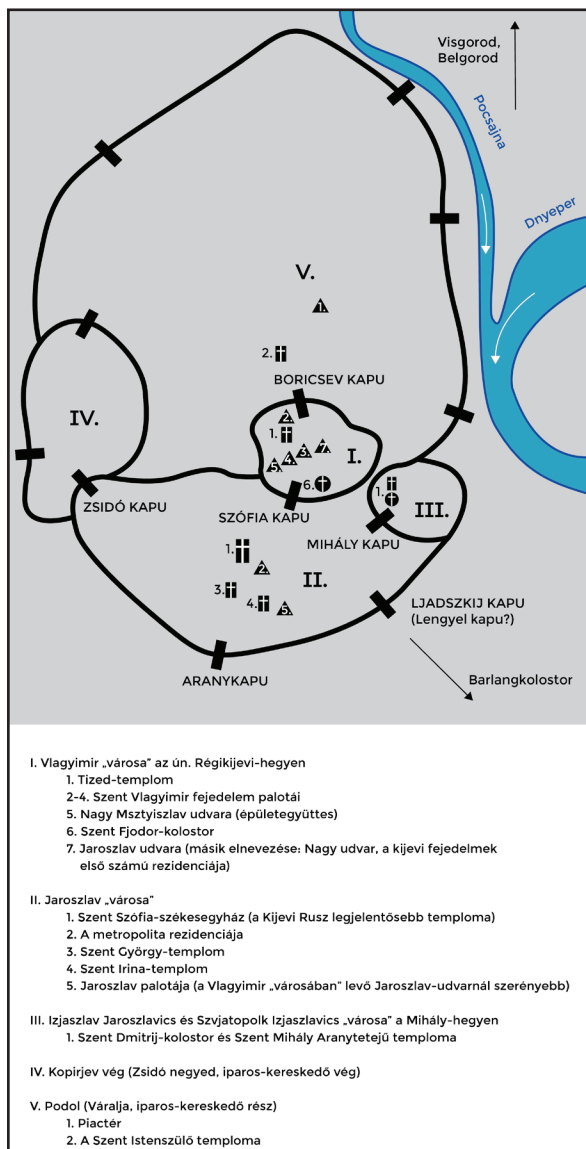 Visgorod,
Belgorod
Pocsajna
Dnyeper
V.
1.
2.
BORICSEV KAPU
IV.
2.
1.
7.
3.
4.
5.
I.
6.
1.
III.
ZSIDÓ KAPU
SZÓFIA KAPU
MIHÁLY KAPU
1.
2.
II.
3.
4.
5.
LJADSZKIJ KAPU
(Lengyel kapu?)
ARANYKAPU
Barlangkolostor
I. Vlagyimir „városa” az ún. Régikijevi-hegyen
1. Tized-templom
2-4. Szent Vlagyimir fejedelem palotái
5. Nagy Msztyiszlav udvara (épületegyüttes)
6. Szent Fjodor-kolostor
7. Jaroszlav udvara (másik elnevezése: Nagy udvar, a kijevi fejedelmek
első számú rezidenciája)
II. Jaroszlav „városa”
1. Szent Szófia-székesegyház (a Kijevi Rusz legjelentősebb temploma)
2. A metropolita rezidenciája
3. Szent György-templom
4. Szent Irina-templom
5. Jaroszlav palotája (a Vlagyimir „városában” levő Jaroszlav-udvarnál szerényebb)
III. Izjaszlav Jaroszlavics és Szvjatopolk Izjaszlavics „városa” a Mihály-hegyen
1. Szent Dmitrij-kolostor és Szent Mihály Aranytetejű temploma
IV. Kopirjev vég (Zsidó negyed, iparos-kereskedő vég)
V. Podol (Váralja, iparos-kereskedő rész)
1. Piactér
2. A Szent Istenszülő temploma